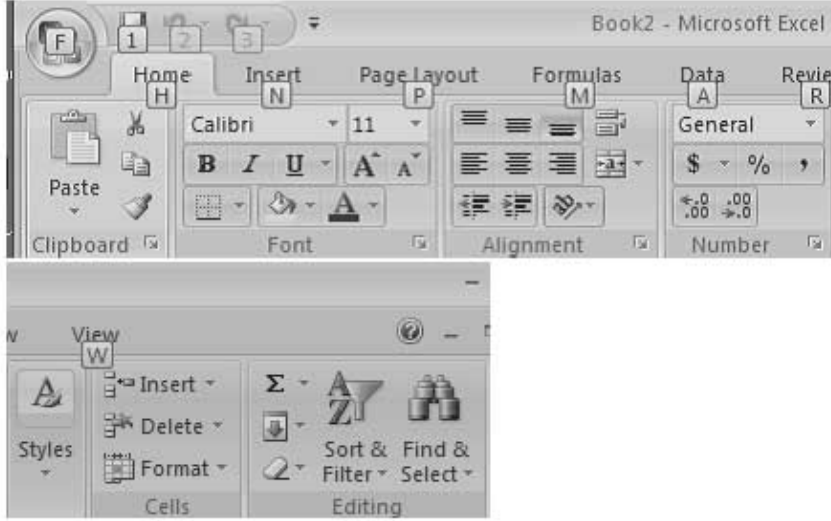 Book2 - Microsoft Excel
F 1 2 3
Home Insert Page Layout Formulas Data Revie
H N P M A R
Calibri 11 General
B I U A A $ % ,
Paste
A .00 .0 .00
Clipboard Font Alignment Number
w View
W
Insert Σ A Z
Delete
Styles Sort & Find &
Format Filter Select
Cells Editing